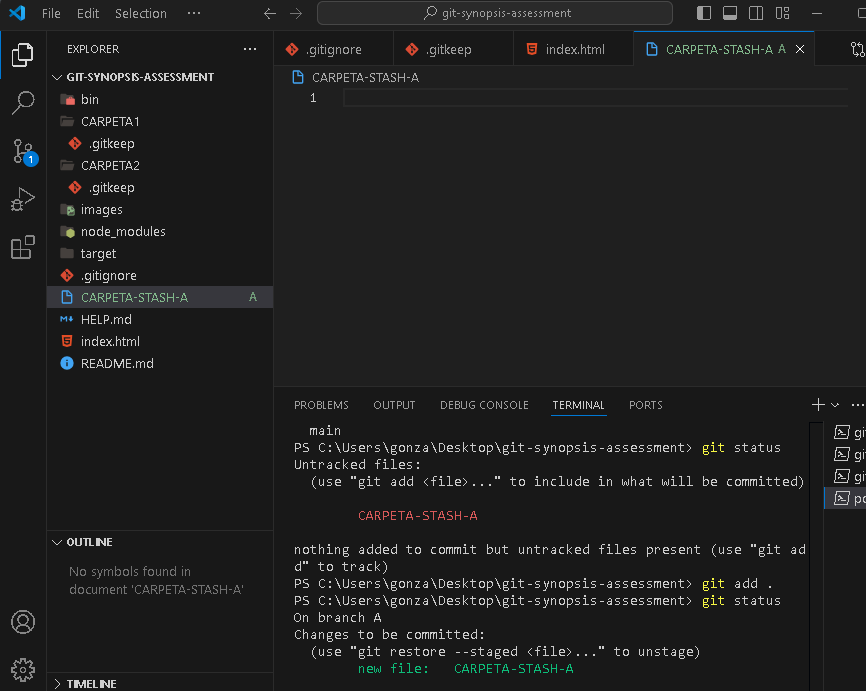 File Edit Selection ··· git-synopsis-assessment
EXPLORER ···
GIT-SYNOPSIS-ASSESSMENT
bin
CARPETA1
.gitkeep
CARPETA2
.gitkeep
images
node_modules
target
.gitignore
CARPETA-STASH-A A
HELP.md
index.html
README.md
OUTLINE
No symbols found in
document 'CARPETA-STASH-A'
TIMELINE
1
.gitignore .gitkeep index.html CARPETA-STASH-A A
CARPETA-STASH-A
1
PROBLEMS OUTPUT DEBUG CONSOLE TERMINAL PORTS
main
PS C:\Users\gonza\Desktop\git-synopsis-assessment> git status
Untracked files:
(use "git add <file>..." to include in what will be committed)
CARPETA-STASH-A
nothing added to commit but untracked files present (use "git ad
d" to track)
PS C:\Users\gonza\Desktop\git-synopsis-assessment> git add .
PS C:\Users\gonza\Desktop\git-synopsis-assessment> git status
On branch A
Changes to be committed:
(use "git restore --staged <file>..." to unstage)
new file: CARPETA-STASH-A
gi
gi
gi
po